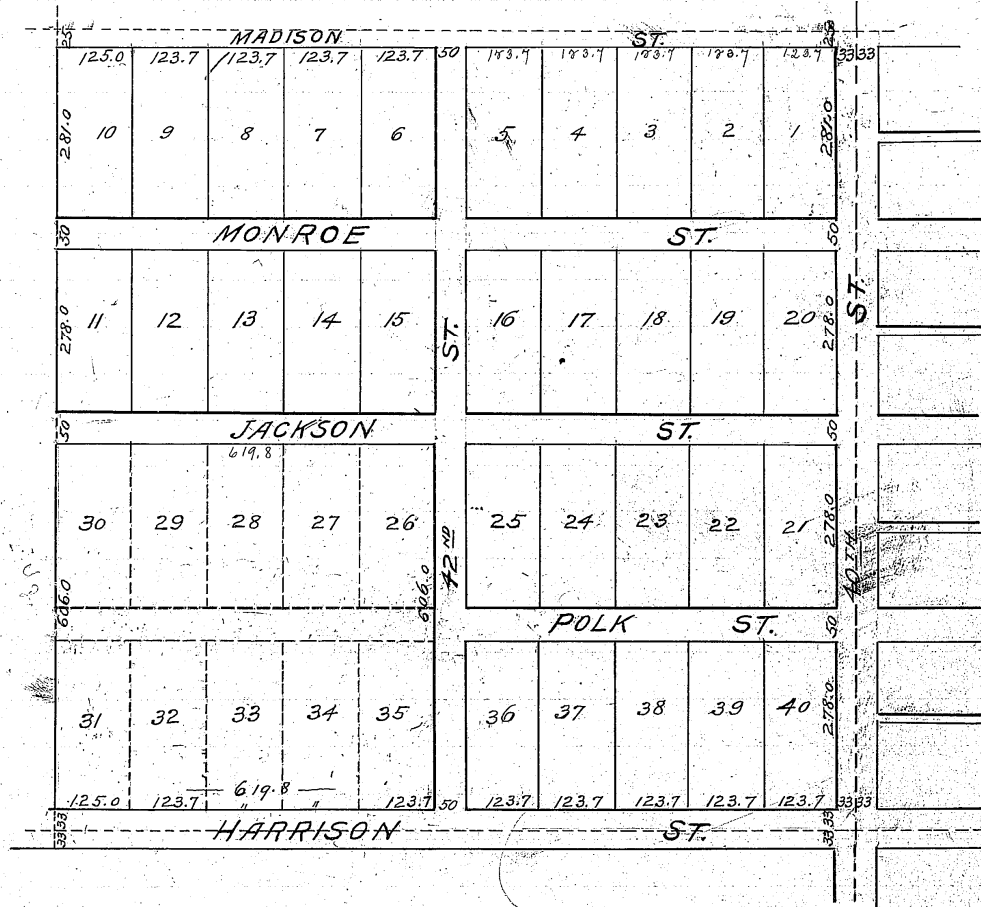 25 MADISON ST. 25
125.0 123.7 123.7 123.7 123.7 50 123.7 123.7 123.7 123.7 123.7 33 33
281.0 10 9 8 7 6 5 4 3 2 1 281.0
50 MONROE ST. 50
278.0 11 12 13 14 15 ST. 16 17 18 19 20 278.0 ST.
50 JACKSON ST. 50
619.8
30 29 28 27 26 42ND 25 24 23 22 21 278.0 40TH
606.0 606.0
POLK ST. 50
31 32 33 34 35 36 37 38 39 40 278.0
619.8
125.0 123.7 " " 123.7 50 123.7 123.7 123.7 123.7 123.7 33 33
33 33 HARRISON ST. 33 33